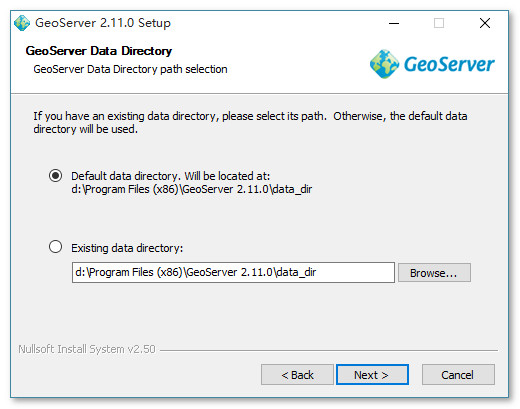 GeoServer 2.11.0 Setup
GeoServer Data Directory
GeoServer Data Directory path selection
GeoServer
If you have an existing data directory, please select its path.  Otherwise, the default data
directory will be used.
Default data directory. Will be located at:
d:\Program Files (x86)\GeoServer 2.11.0\data_dir
Existing data directory:
d:\Program Files (x86)\GeoServer 2.11.0\data_dir
Browse...
Nullsoft Install System v2.50
< Back
Next >
Cancel